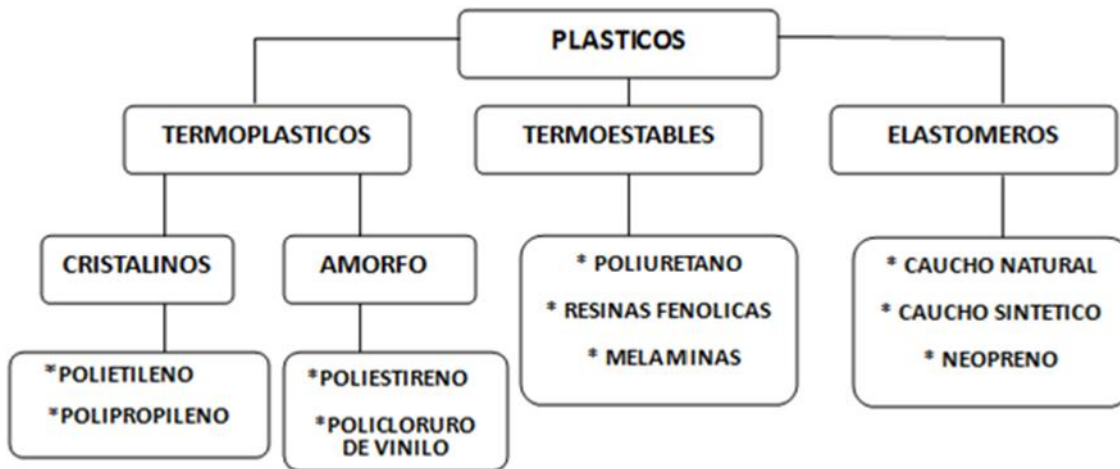 PLASTICOS
TERMOPLASTICOS
TERMOESTABLES
ELASTOMEROS
CRISTALINOS
AMORFO
*POLIETILENO
*POLIPROPILENO
*POLIESTIRENO
*POLICLORURO
DE VINILO
* POLIURETANO
* RESINAS FENOLICAS
* MELAMINAS
* CAUCHO NATURAL
* CAUCHO SINTETICO
* NEOPRENO